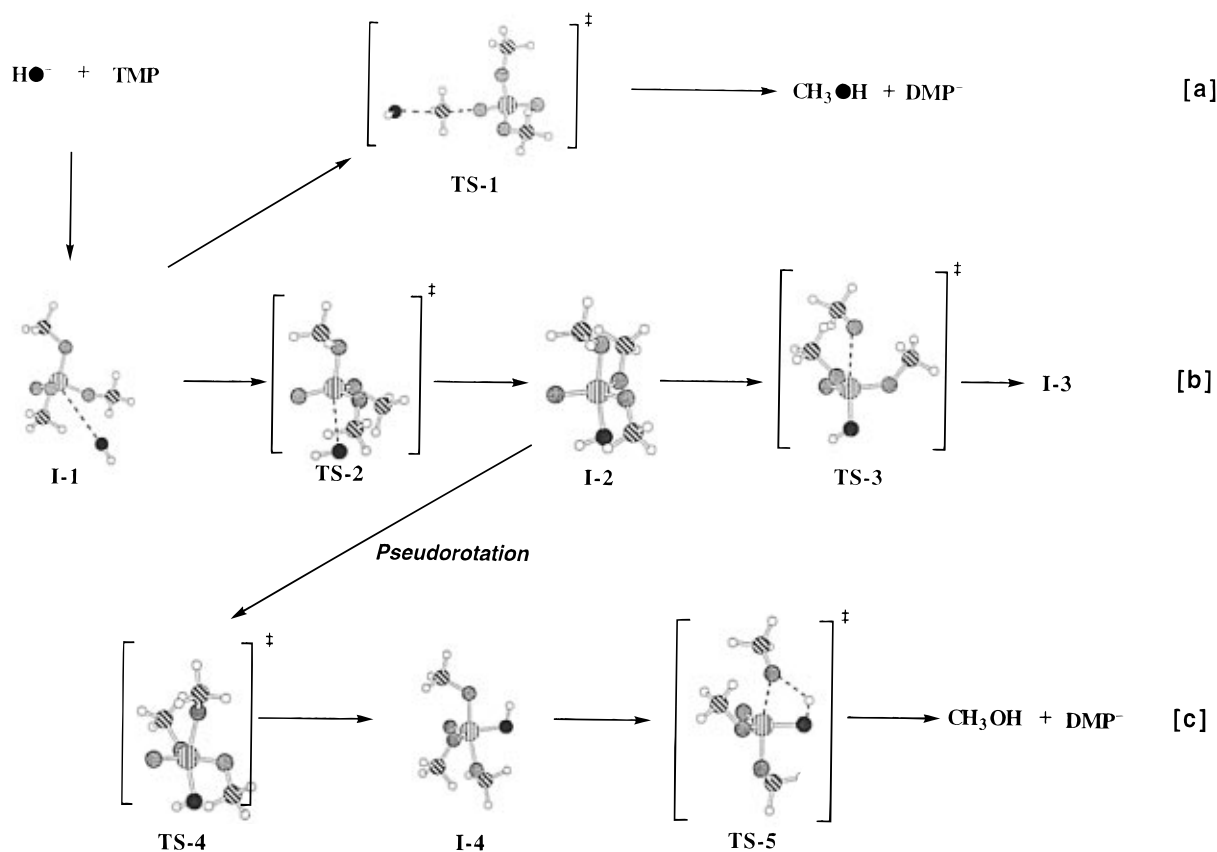 ‡
H●⁻ + TMP
CH₃●H + DMP⁻
[a]
TS-1
‡
‡
I-3
[b]
I-1
TS-2
I-2
TS-3
Pseudorotation
‡
‡
CH₃OH + DMP⁻
[c]
TS-4
I-4
TS-5